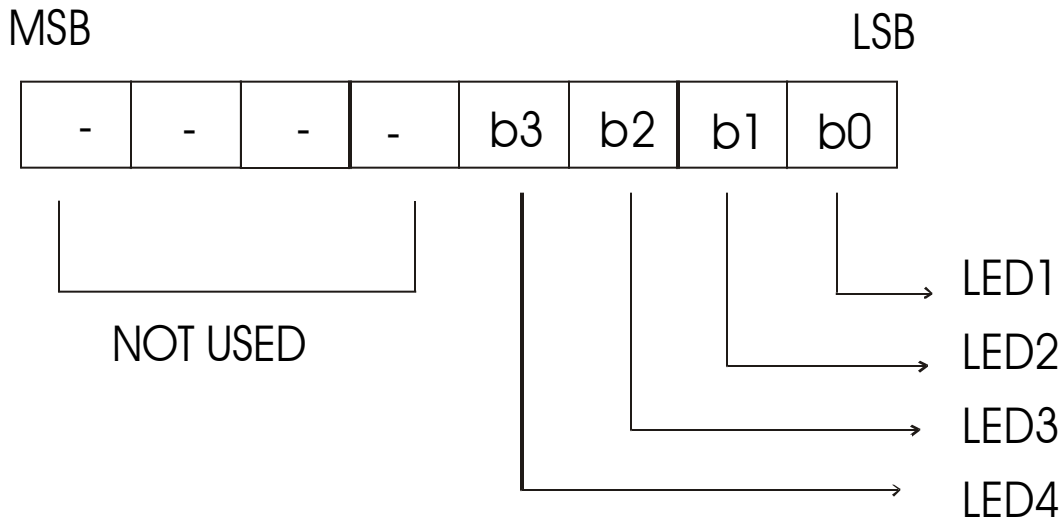 MSB LSB
- - - - b3 b2 b1 b0
LED1
NOT USED
LED2
LED3
LED4